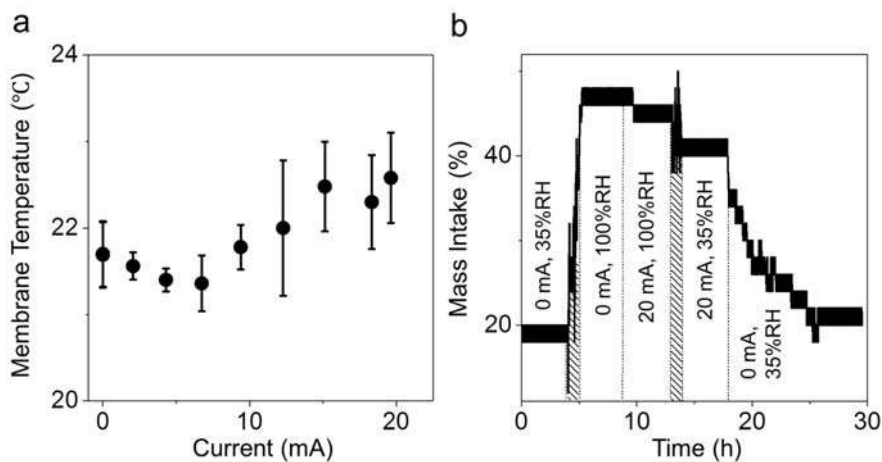 a
24
23
22
20
Membrane Temperature (°C)
0
10
20
Current (mA)
b
40
20
Mass Intake (%)
0 mA, 35%RH
0 mA, 100%RH
20 mA, 100%RH
20 mA, 35%RH
0 mA,
35%RH
0
10
20
30
Time (h)